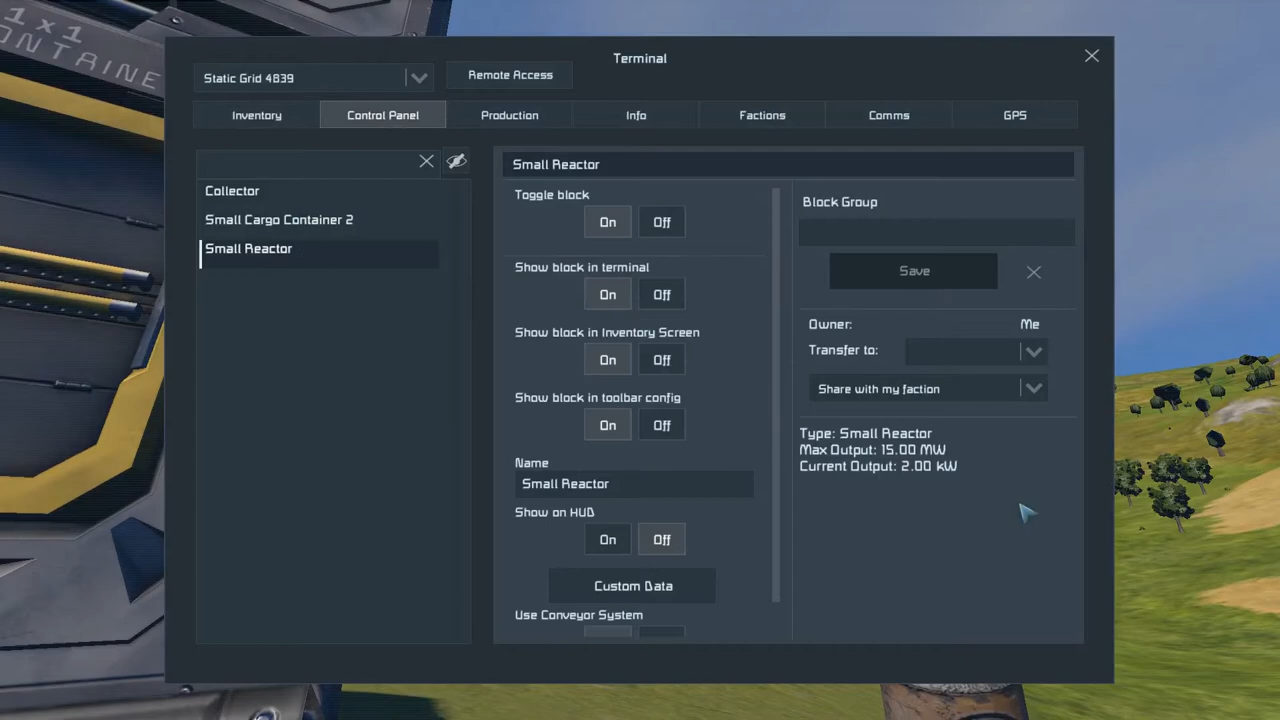 1x1
ONTAINE
Terminal
Static Grid 4839
Remote Access
Inventory
Control Panel
Production
Info
Factions
Comms
GPS
Collector
Small Cargo Container 2
Small Reactor
Small Reactor
Toggle block
On Off
Show block in terminal
On Off
Show block in Inventory Screen
On Off
Show block in toolbar config
On Off
Name
Small Reactor
Show on HUD
On Off
Custom Data
Use Conveyor System
Block Group
Save
Owner: Me
Transfer to:
Share with my faction
Type: Small Reactor
Max Output: 15.00 MW
Current Output: 2.00 kW